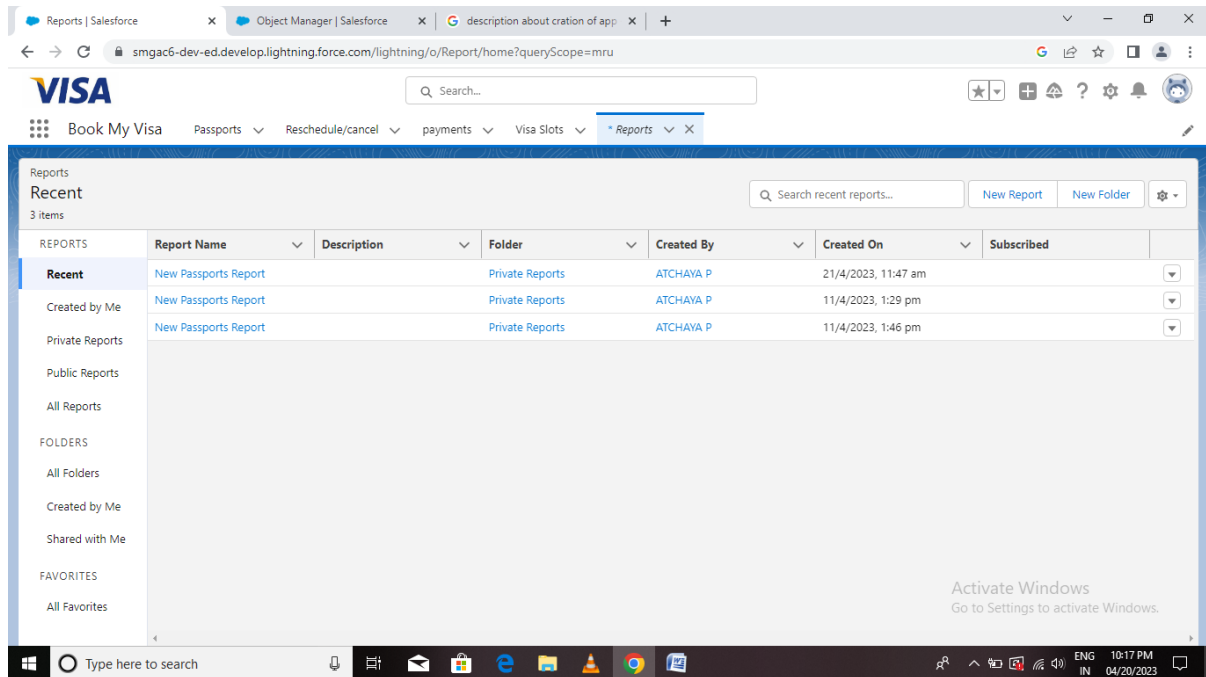 Reports | Salesforce
Object Manager | Salesforce
description about cration of app
smgac6-dev-ed.develop.lightning.force.com/lightning/o/Report/home?queryScope=mru
VISA
Search...
Book My Visa Passports Reschedule/cancel payments Visa Slots * Reports
Reports
Recent
3 items
Search recent reports...
New Report New Folder
REPORTS
Recent
Created by Me
Private Reports
Public Reports
All Reports
FOLDERS
All Folders
Created by Me
Shared with Me
FAVORITES
All Favorites
Report Name Description Folder Created By Created On Subscribed
New Passports Report Private Reports ATCHAYA P 21/4/2023, 11:47 am
New Passports Report Private Reports ATCHAYA P 11/4/2023, 1:29 pm
New Passports Report Private Reports ATCHAYA P 11/4/2023, 1:46 pm
Activate Windows
Go to Settings to activate Windows.
Type here to search
ENG 10:17 PM
IN 04/20/2023